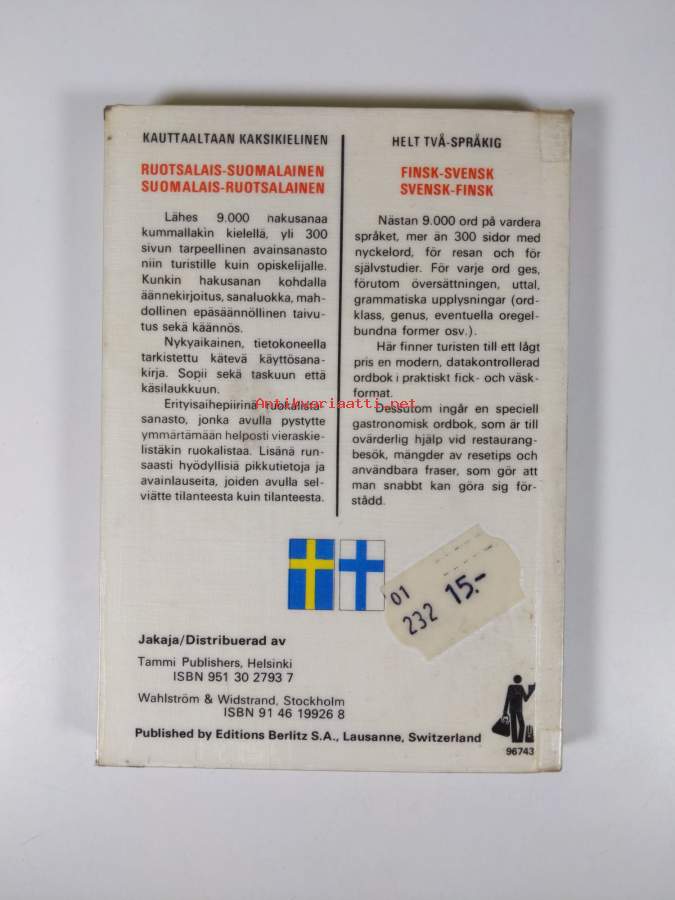 KAUTTAALTAAN KAKSIKIELINEN
RUOTSALAIS-SUOMALAINEN
SUOMALAIS-RUOTSALAINEN
Lähes 9.000 hakusanaa
kummallakin kielellä, yli 300
sivun tarpeellinen avainsanasto
niin turistille kuin opiskelijalle.
Kunkin hakusanan kohdalla
äännekirjoitus, sanaluokka, mah-
dollinen epäsäännöllinen taivu-
tus sekä käännös.
Nykyaikainen, tietokoneella
tarkistettu kätevä käyttösana-
kirja. Sopii sekä taskuun että
käsilaukkuun.
Erityisaihepiirinä ruokalista-
sanasto, jonka avulla pystytte
ymmärtämään helposti vieraskie-
listäkin ruokalistaa. Lisänä run-
saasti hyödyllisiä pikkutietoja ja
avainlauseita, joiden avulla sel-
viätte tilanteesta kuin tilanteesta.
HELT TVÅ-SPRÅKIG
FINSK-SVENSK
SVENSK-FINSK
Nästan 9.000 ord på vardera
språket, mer än 300 sidor med
nyckelord, för resan och för
självstudier. För varje ord ges,
förutom översättningen, uttal,
grammatiska upplysningar (ord-
klass, genus, eventuella oregel-
bundna former osv.).
Här finner turisten till ett lågt
pris en modern, datakontrollerad
ordbok i praktiskt fick- och väsk-
format.
Dessutom ingår en speciell
gastronomisk ordbok, som är till
ovärderlig hjälp vid restaurang-
besök, mängder av resetips och
användbara fraser, som gör att
man snabbt kan göra sig för-
stådd.
Antikvariaatti.net
01
232 15.-
Jakaja/Distribuerad av
Tammi Publishers, Helsinki
ISBN 951 30 2793 7
Wahlström & Widstrand, Stockholm
ISBN 91 46 19926 8
Published by Editions Berlitz S.A., Lausanne, Switzerland
96743